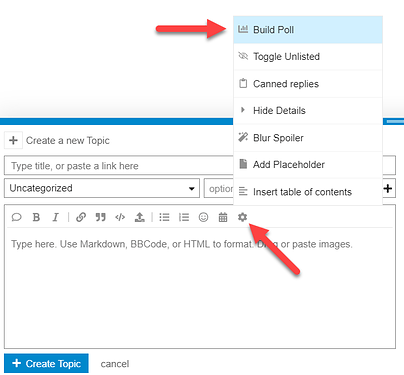 Build Poll
Toggle Unlisted
Canned replies
Hide Details
Blur Spoiler
Add Placeholder
Insert table of contents
Create a new Topic
Type title, or paste a link here
Uncategorized
option
B I
Type here. Use Markdown, BBCode, or HTML to format. Drag or paste images.
Create Topic cancel